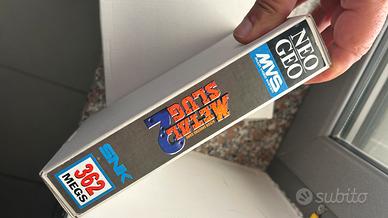 NEO
GEO
MVS
METAL
SLUG
2
SNK
362
MEGS
subito